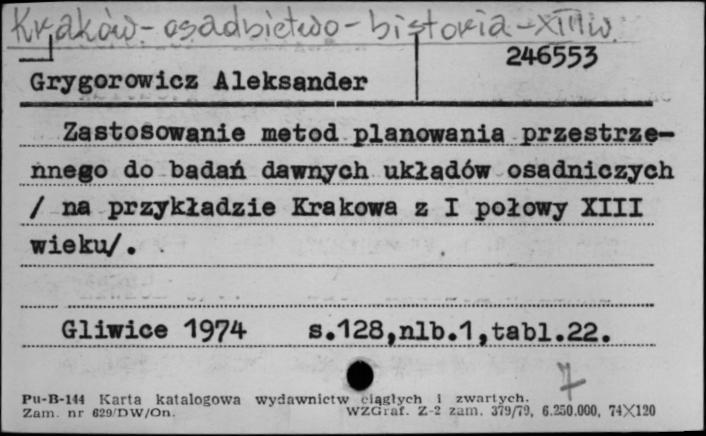 Kraków - osadnictwo - historia - XIII w.
246553
Grygorowicz Aleksander
Zastosowanie metod planowania przestrze-
nnego do badań dawnych układów osadniczych
/ na przykładzie Krakowa z I połowy XIII
wieku/.
Gliwice 1974 s.128,nlb.1,tabl.22.
7
Pu-B-144 Karta katalogowa wydawnictw ciągłych i zwartych.
Zam. nr 629/DW/On. WZGraf. Z-2 zam. 379/79, 6.250.000, 74X120